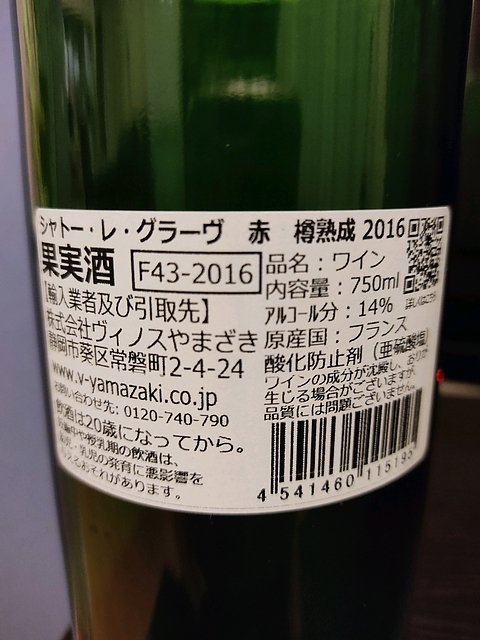 シャトー・レ・グラーヴ 赤 樽熟成 2016
果実酒 F43-2016
【輸入業者及び引取先】
株式会社ヴィノスやまざき
静岡市葵区常磐町2-4-24
www.v-yamazaki.co.jp
お問い合わせ先: 0120-740-790
飲酒は20歳になってから。
妊娠中や授乳期の飲酒は、
胎児・乳児の発育に悪影響を
与えるおそれがあります。
品名:ワイン
内容量:750ml
アルコール分:14%
詳しくはこちら
原産国:フランス
酸化防止剤(亜硫酸塩)
ワインの成分が沈殿し、おりが
生じる場合がございますが、
品質には問題ございません。
4 541460 115195